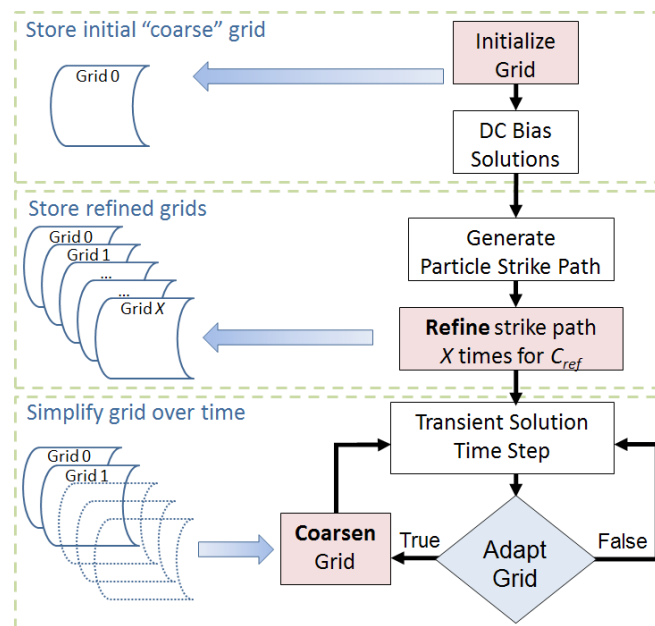 Store initial “coarse” grid
Grid 0
Initialize
Grid
DC Bias
Solutions
Store refined grids
Grid 0
Grid 1
...
...
Grid X
Generate
Particle Strike Path
Refine strike path
X times for Cref
Simplify grid over time
Grid 0
Grid 1
Transient Solution
Time Step
Coarsen
Grid
True
Adapt
Grid
False